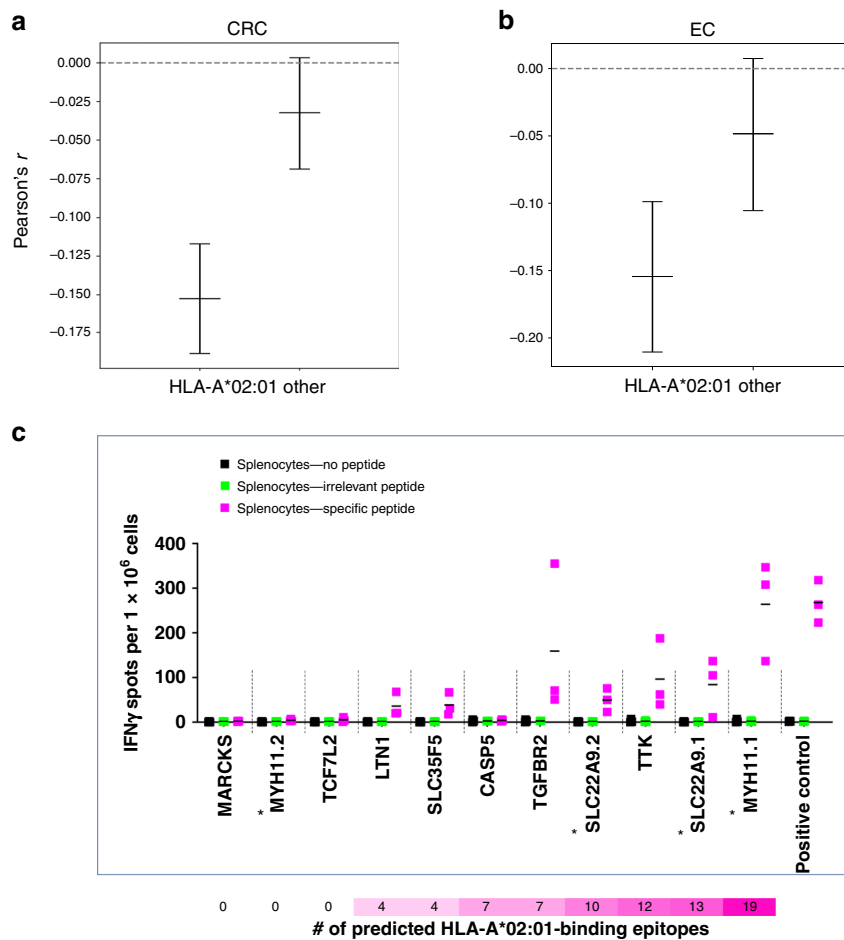 a
CRC
0.000
−0.025
−0.050
−0.075
−0.100
−0.125
−0.150
−0.175
Pearson's r
HLA-A*02:01 other
b
EC
0.00
−0.05
−0.10
−0.15
−0.20
HLA-A*02:01 other
c
Splenocytes—no peptide
Splenocytes—irrelevant peptide
Splenocytes—specific peptide
IFNγ spots per 1 × 10⁶ cells
400
300
200
100
0
MARCKS
* MYH11.2
TCF7L2
LTN1
SLC35F5
CASP5
TGFBR2
* SLC22A9.2
TTK
* SLC22A9.1
* MYH11.1
Positive control
0 0 0 4 4 7 7 10 12 13 19
# of predicted HLA-A*02:01-binding epitopes